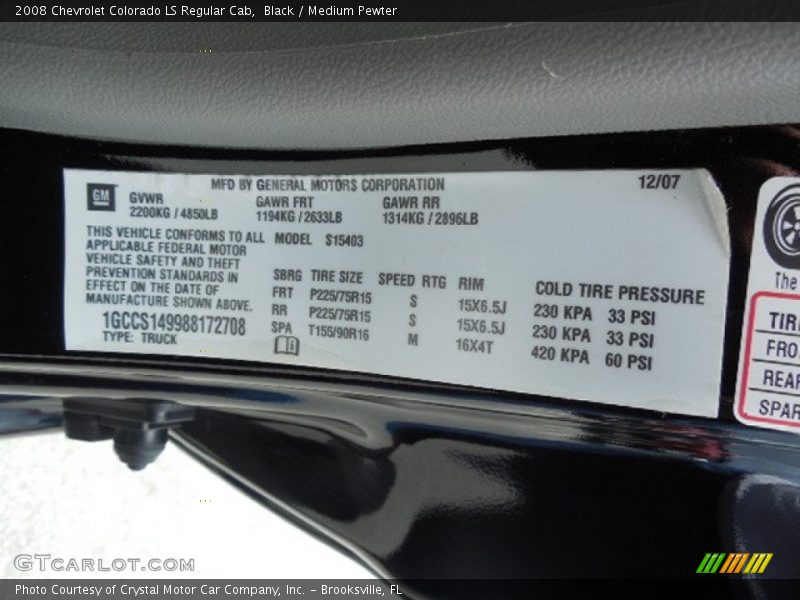 2008 Chevrolet Colorado LS Regular Cab, Black / Medium Pewter
GM
MFD BY GENERAL MOTORS CORPORATION 12/07
GVWR GAWR FRT GAWR RR
2200KG / 4850LB 1194KG / 2633LB 1314KG / 2896LB
THIS VEHICLE CONFORMS TO ALL
APPLICABLE FEDERAL MOTOR
VEHICLE SAFETY AND THEFT
PREVENTION STANDARDS IN
EFFECT ON THE DATE OF
MANUFACTURE SHOWN ABOVE.
1GCCS149988172708
TYPE: TRUCK
MODEL S15403
SBRG TIRE SIZE SPEED RTG RIM COLD TIRE PRESSURE
FRT P225/75R15 S 15X6.5J 230 KPA 33 PSI
RR P225/75R15 S 15X6.5J 230 KPA 33 PSI
SPA T155/90R16 M 16X4T 420 KPA 60 PSI
The
TIR
FRO
REAR
SPAR
GTCARLOT.COM
Photo Courtesy of Crystal Motor Car Company, Inc. – Brooksville, FL